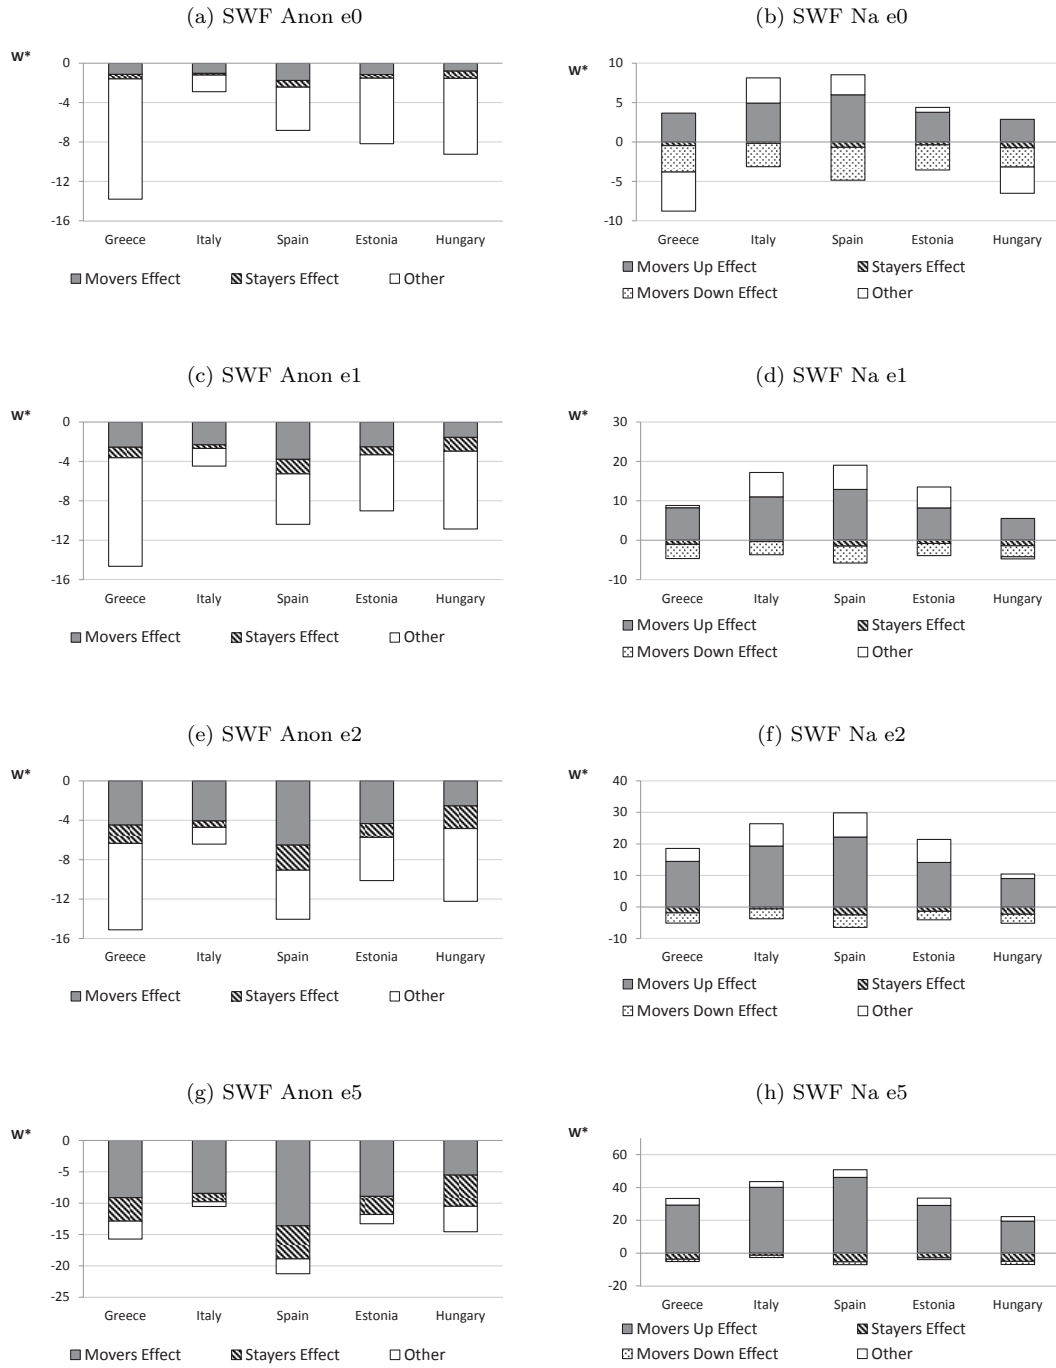 (a) SWF Anon e0
W*
0
-4
-8
-12
-16
Greece Italy Spain Estonia Hungary
Movers Effect Stayers Effect Other
(b) SWF Na e0
W*
10
5
0
-5
-10
Greece Italy Spain Estonia Hungary
Movers Up Effect Stayers Effect
Movers Down Effect Other
(c) SWF Anon e1
W*
0
-4
-8
-12
-16
Greece Italy Spain Estonia Hungary
Movers Effect Stayers Effect Other
(d) SWF Na e1
W*
30
20
10
0
-10
Greece Italy Spain Estonia Hungary
Movers Up Effect Stayers Effect
Movers Down Effect Other
(e) SWF Anon e2
W*
0
-4
-8
-12
-16
Greece Italy Spain Estonia Hungary
Movers Effect Stayers Effect Other
(f) SWF Na e2
W*
40
30
20
10
0
-10
Greece Italy Spain Estonia Hungary
Movers Up Effect Stayers Effect
Movers Down Effect Other
(g) SWF Anon e5
W*
0
-5
-10
-15
-20
-25
Greece Italy Spain Estonia Hungary
Movers Effect Stayers Effect Other
(h) SWF Na e5
W*
60
40
20
0
-20
Greece Italy Spain Estonia Hungary
Movers Up Effect Stayers Effect
Movers Down Effect Other